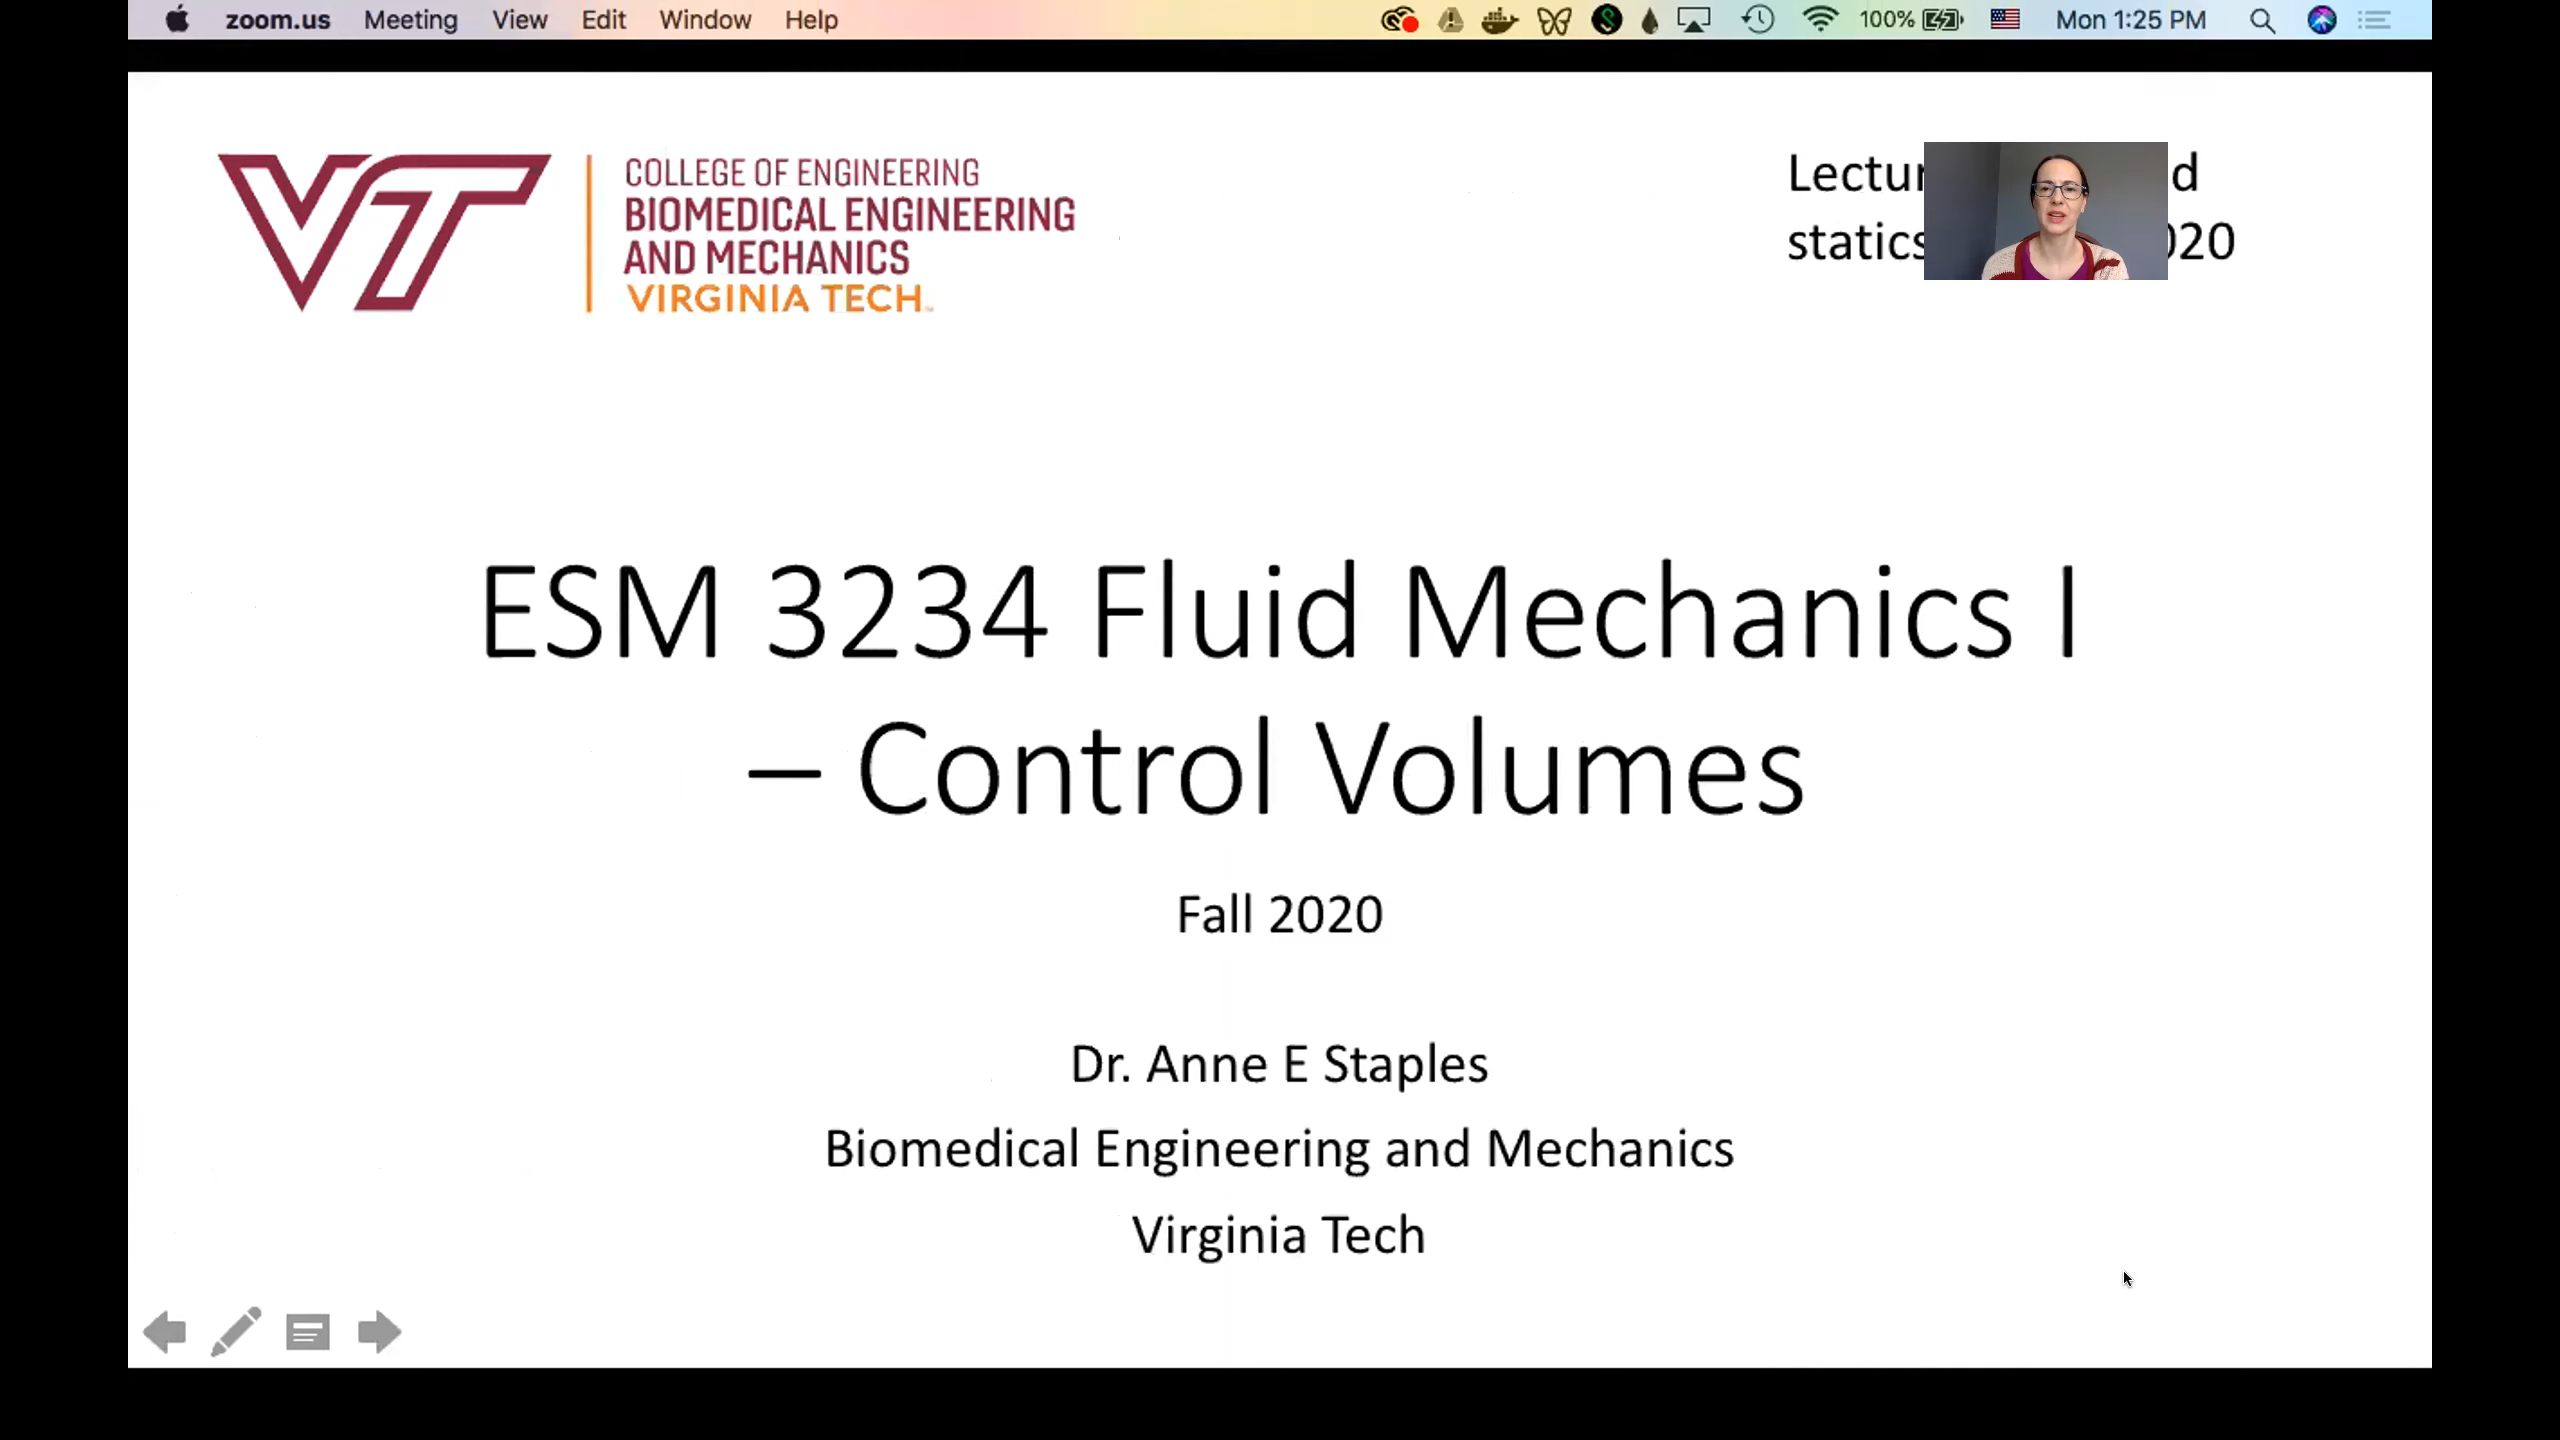 zoom.us Meeting View Edit Window Help 100% Mon 1:25 PM
VT
COLLEGE OF ENGINEERING
BIOMEDICAL ENGINEERING
AND MECHANICS
VIRGINIA TECH
ESM 3234 Fluid Mechanics I
– Control Volumes
Fall 2020
Dr. Anne E Staples
Biomedical Engineering and Mechanics
Virginia Tech